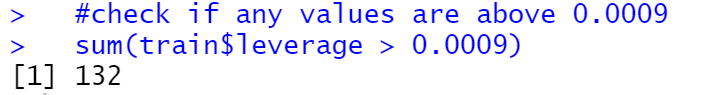 > #check if any values are above 0.0009
> sum(train$leverage > 0.0009)
[1] 132